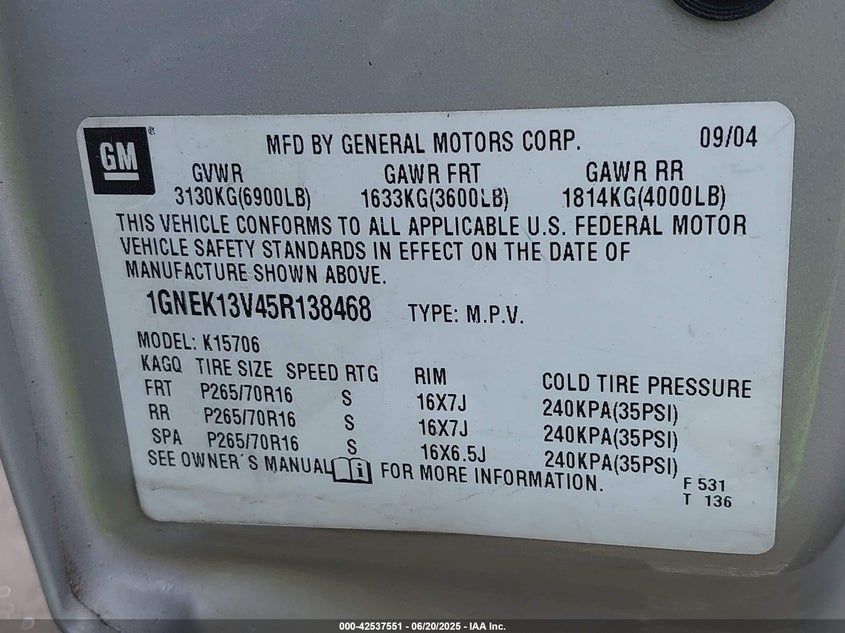 GM
MFD BY GENERAL MOTORS CORP. 09/04
GVWR GAWR FRT GAWR RR
3130KG(6900LB) 1633KG(3600LB) 1814KG(4000LB)
THIS VEHICLE CONFORMS TO ALL APPLICABLE U.S. FEDERAL MOTOR
VEHICLE SAFETY STANDARDS IN EFFECT ON THE DATE OF
MANUFACTURE SHOWN ABOVE.
1GNEK13V45R138468 TYPE: M.P.V.
MODEL: K15706
KAGQ TIRE SIZE SPEED RTG RIM COLD TIRE PRESSURE
FRT P265/70R16 S 16X7J 240KPA(35PSI)
RR P265/70R16 S 16X7J 240KPA(35PSI)
SPA P265/70R16 S 16X6.5J 240KPA(35PSI)
SEE OWNER'S MANUAL i FOR MORE INFORMATION.
F 531
T 136
000-42537551 - 06/20/2025 - IAA Inc.